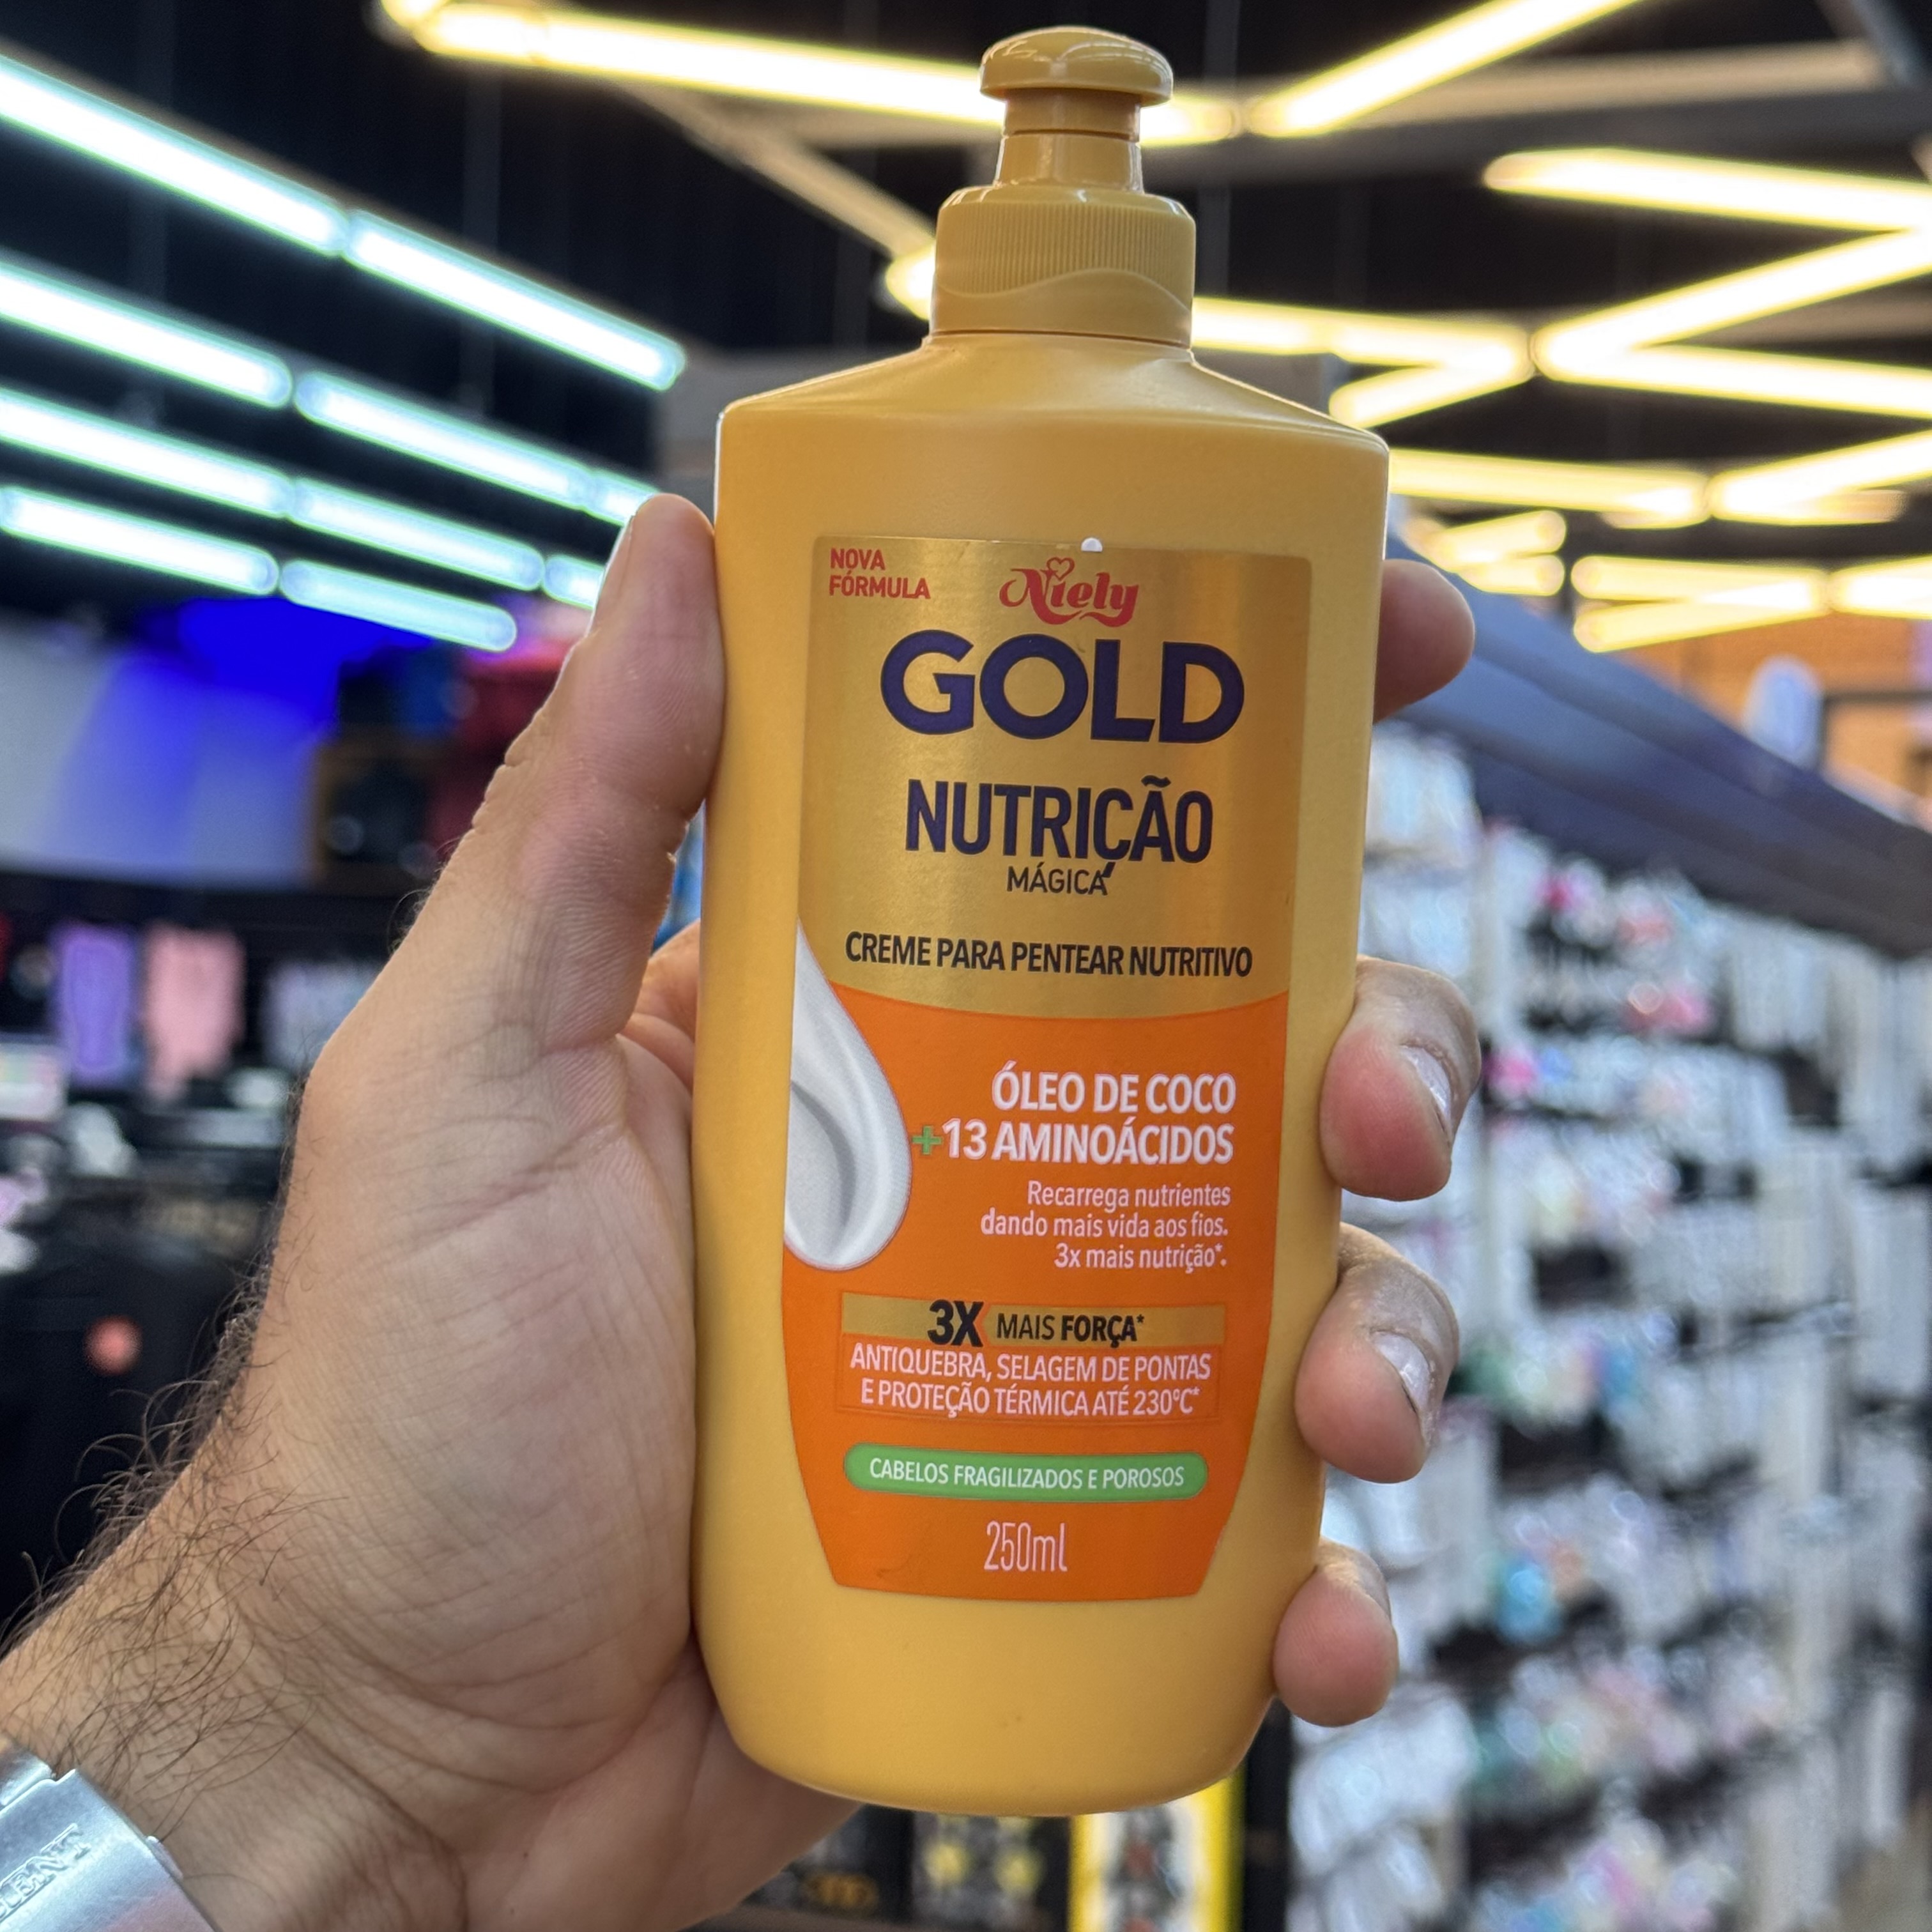 NOVA
FÓRMULA
Niely
GOLD
NUTRIÇÃO
MÁGICA
CREME PARA PENTEAR NUTRITIVO
ÓLEO DE COCO
+13 AMINOÁCIDOS
Recarrega nutrientes
dando mais vida aos fios.
3x mais nutrição*.
3X MAIS FORÇA*
ANTIQUEBRA, SELAGEM DE PONTAS
E PROTEÇÃO TÉRMICA ATÉ 230°C*
CABELOS FRAGILIZADOS E POROSOS
250ml